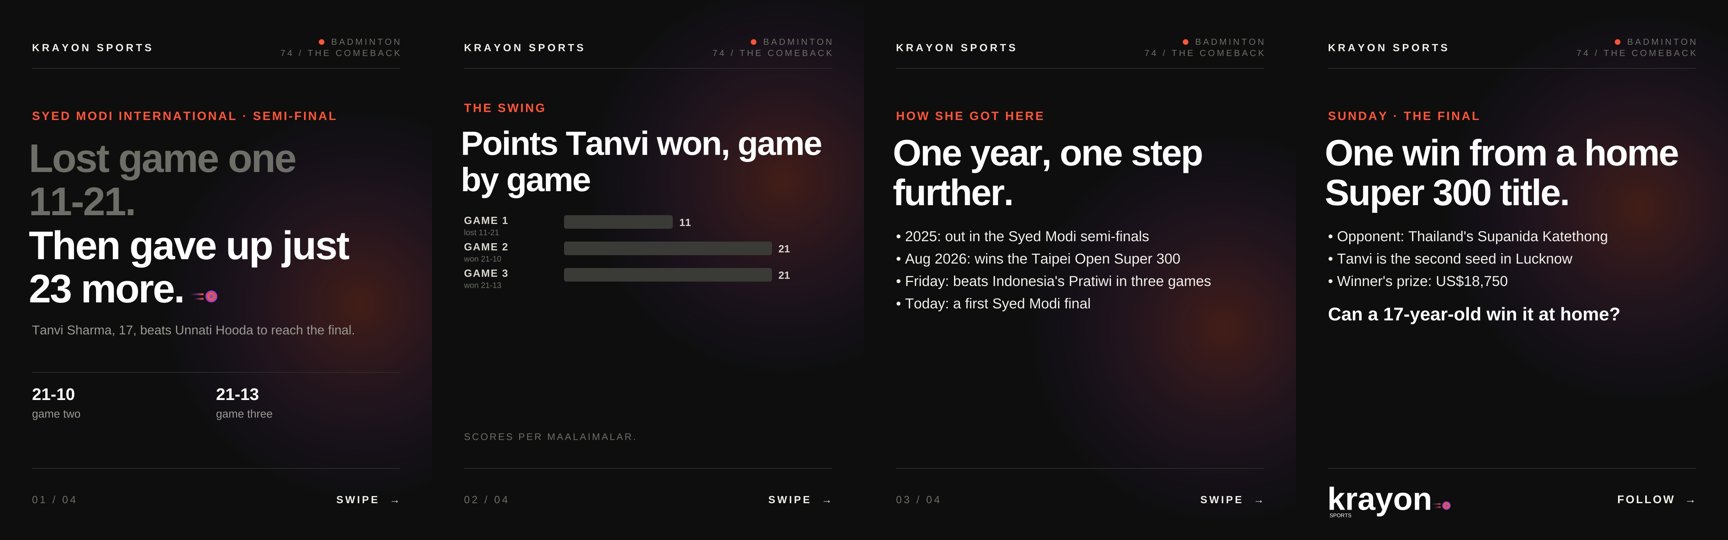 KRAYON SPORTS
BADMINTON
74 / THE COMEBACK
SYED MODI INTERNATIONAL · SEMI-FINAL
Lost game one
11-21.
Then gave up just
23 more.
Tanvi Sharma, 17, beats Unnati Hooda to reach the final.
21-10
game two
21-13
game three
01 / 04
SWIPE →
KRAYON SPORTS
BADMINTON
74 / THE COMEBACK
THE SWING
Points Tanvi won, game
by game
GAME 1
lost 11-21
11
GAME 2
won 21-10
21
GAME 3
won 21-13
21
SCORES PER MAALAIMALAR.
02 / 04
SWIPE →
KRAYON SPORTS
BADMINTON
74 / THE COMEBACK
HOW SHE GOT HERE
One year, one step
further.
• 2025: out in the Syed Modi semi-finals
• Aug 2026: wins the Taipei Open Super 300
• Friday: beats Indonesia's Pratiwi in three games
• Today: a first Syed Modi final
03 / 04
SWIPE →
KRAYON SPORTS
BADMINTON
74 / THE COMEBACK
SUNDAY · THE FINAL
One win from a home
Super 300 title.
• Opponent: Thailand's Supanida Katethong
• Tanvi is the second seed in Lucknow
• Winner's prize: US$18,750
Can a 17-year-old win it at home?
krayon
SPORTS
FOLLOW →